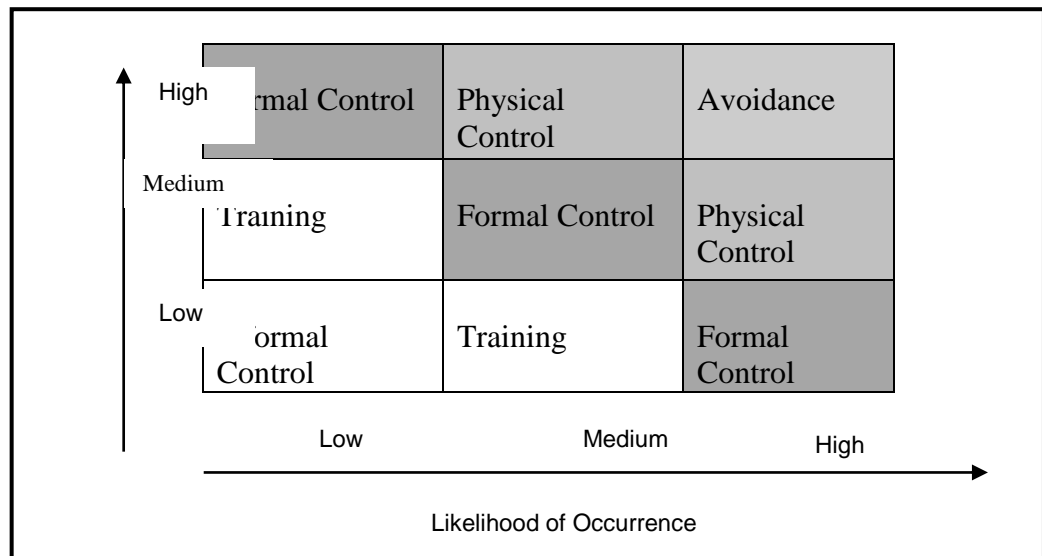 High
rmal Control
Physical
Control
Avoidance
Medium
Training
Formal Control
Physical
Control
Low
ormal
Control
Training
Formal
Control
Low
Medium
High
Likelihood of Occurrence